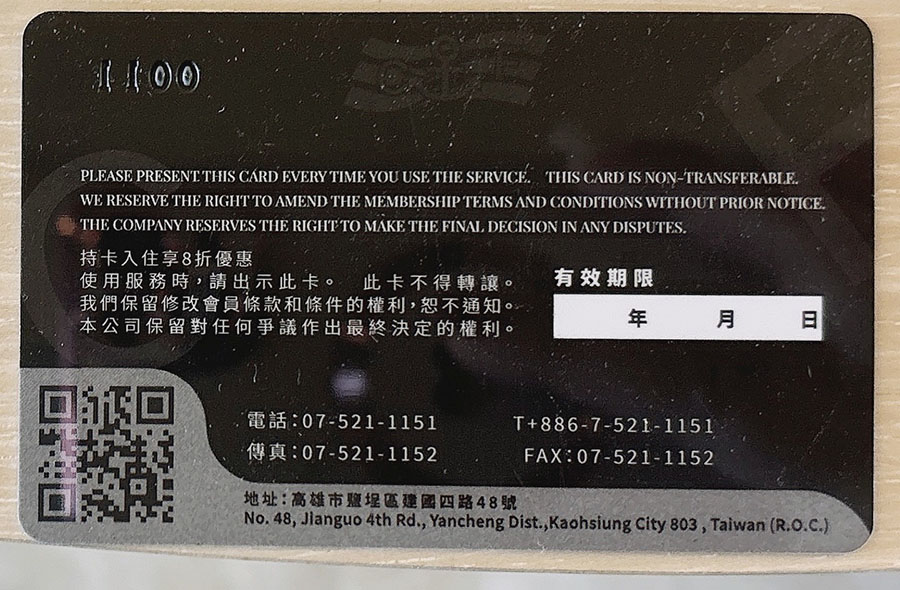 1100
PLEASE PRESENT THIS CARD EVERY TIME YOU USE THE SERVICE. THIS CARD IS NON-TRANSFERABLE.
WE RESERVE THE RIGHT TO AMEND THE MEMBERSHIP TERMS AND CONDITIONS WITHOUT PRIOR NOTICE.
THE COMPANY RESERVES THE RIGHT TO MAKE THE FINAL DECISION IN ANY DISPUTES.
持卡入住享8折優惠
使用服務時，請出示此卡。 此卡不得轉讓。
我們保留修改會員條款和條件的權利，恕不通知。
本公司保留對任何爭議作出最終決定的權利。
有效期限
年 月 日
電話：07-521-1151 T+886-7-521-1151
傳真：07-521-1152 FAX：07-521-1152
地址：高雄市鹽埕區建國四路48號
No. 48, Jianguo 4th Rd., Yancheng Dist.,Kaohsiung City 803 , Taiwan (R.O.C.)